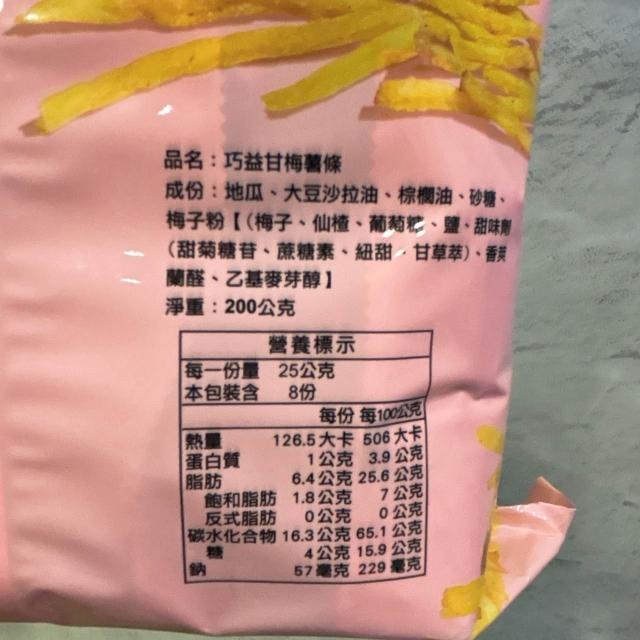 品名：巧益甘梅薯條
成份：地瓜、大豆沙拉油、棕櫚油、砂糖、
梅子粉【（梅子、仙楂、葡萄糖、鹽、甜味劑
（甜菊糖苷、蔗糖素、紐甜、甘草萃）、香莢
蘭醛、乙基麥芽醇】
淨重：200公克
營養標示
每一份量 25公克
本包裝含 8份
每份 每100公克
熱量 126.5大卡 506大卡
蛋白質 1公克 3.9公克
脂肪 6.4公克 25.6公克
飽和脂肪 1.8公克 7公克
反式脂肪 0公克 0公克
碳水化合物 16.3公克 65.1公克
糖 4公克 15.9公克
鈉 57毫克 229毫克